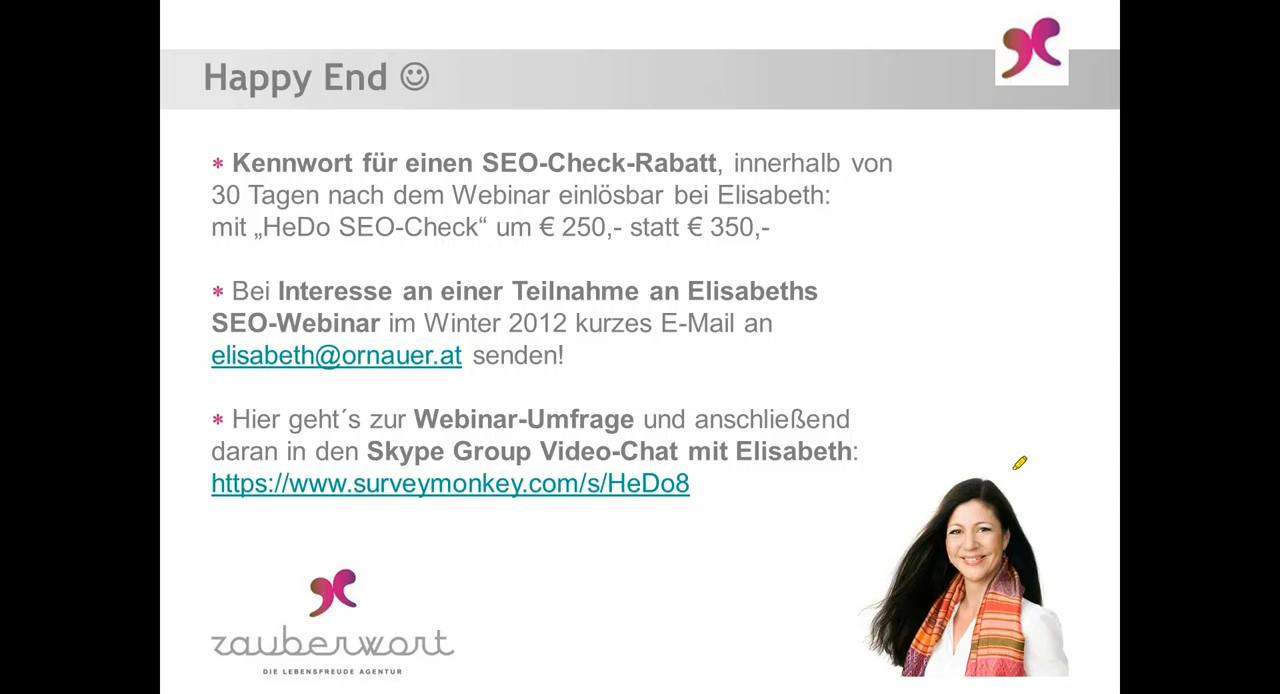 Happy End ☺
* Kennwort für einen SEO-Check-Rabatt, innerhalb von
30 Tagen nach dem Webinar einlösbar bei Elisabeth:
mit „HeDo SEO-Check“ um € 250,- statt € 350,-
* Bei Interesse an einer Teilnahme an Elisabeths
SEO-Webinar im Winter 2012 kurzes E-Mail an
elisabeth@ornauer.at senden!
* Hier geht´s zur Webinar-Umfrage und anschließend
daran in den Skype Group Video-Chat mit Elisabeth:
https://www.surveymonkey.com/s/HeDo8
zauberwort
DIE LEBENSFREUDE AGENTUR